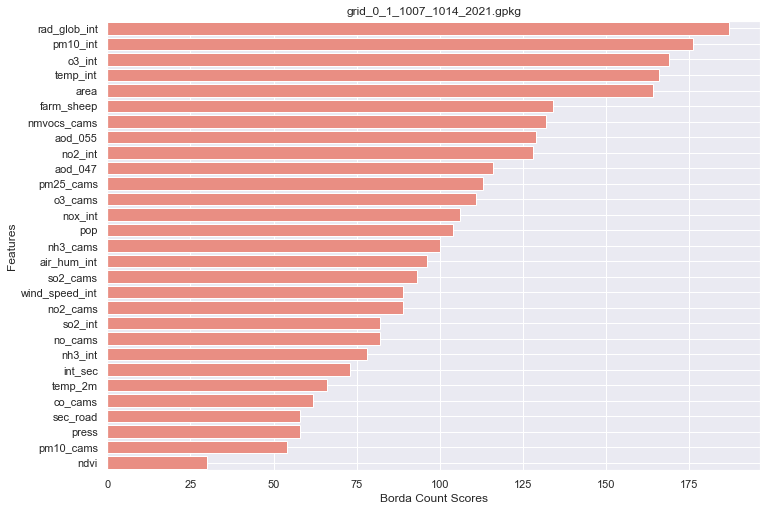 grid_0_1_1007_1014_2021.gpkg
rad_glob_int
pm10_int
o3_int
temp_int
area
farm_sheep
nmvocs_cams
aod_055
no2_int
aod_047
pm25_cams
o3_cams
nox_int
pop
nh3_cams
air_hum_int
so2_cams
wind_speed_int
no2_cams
so2_int
no_cams
nh3_int
int_sec
temp_2m
co_cams
sec_road
press
pm10_cams
ndvi
Features
0 25 50 75 100 125 150 175
Borda Count Scores